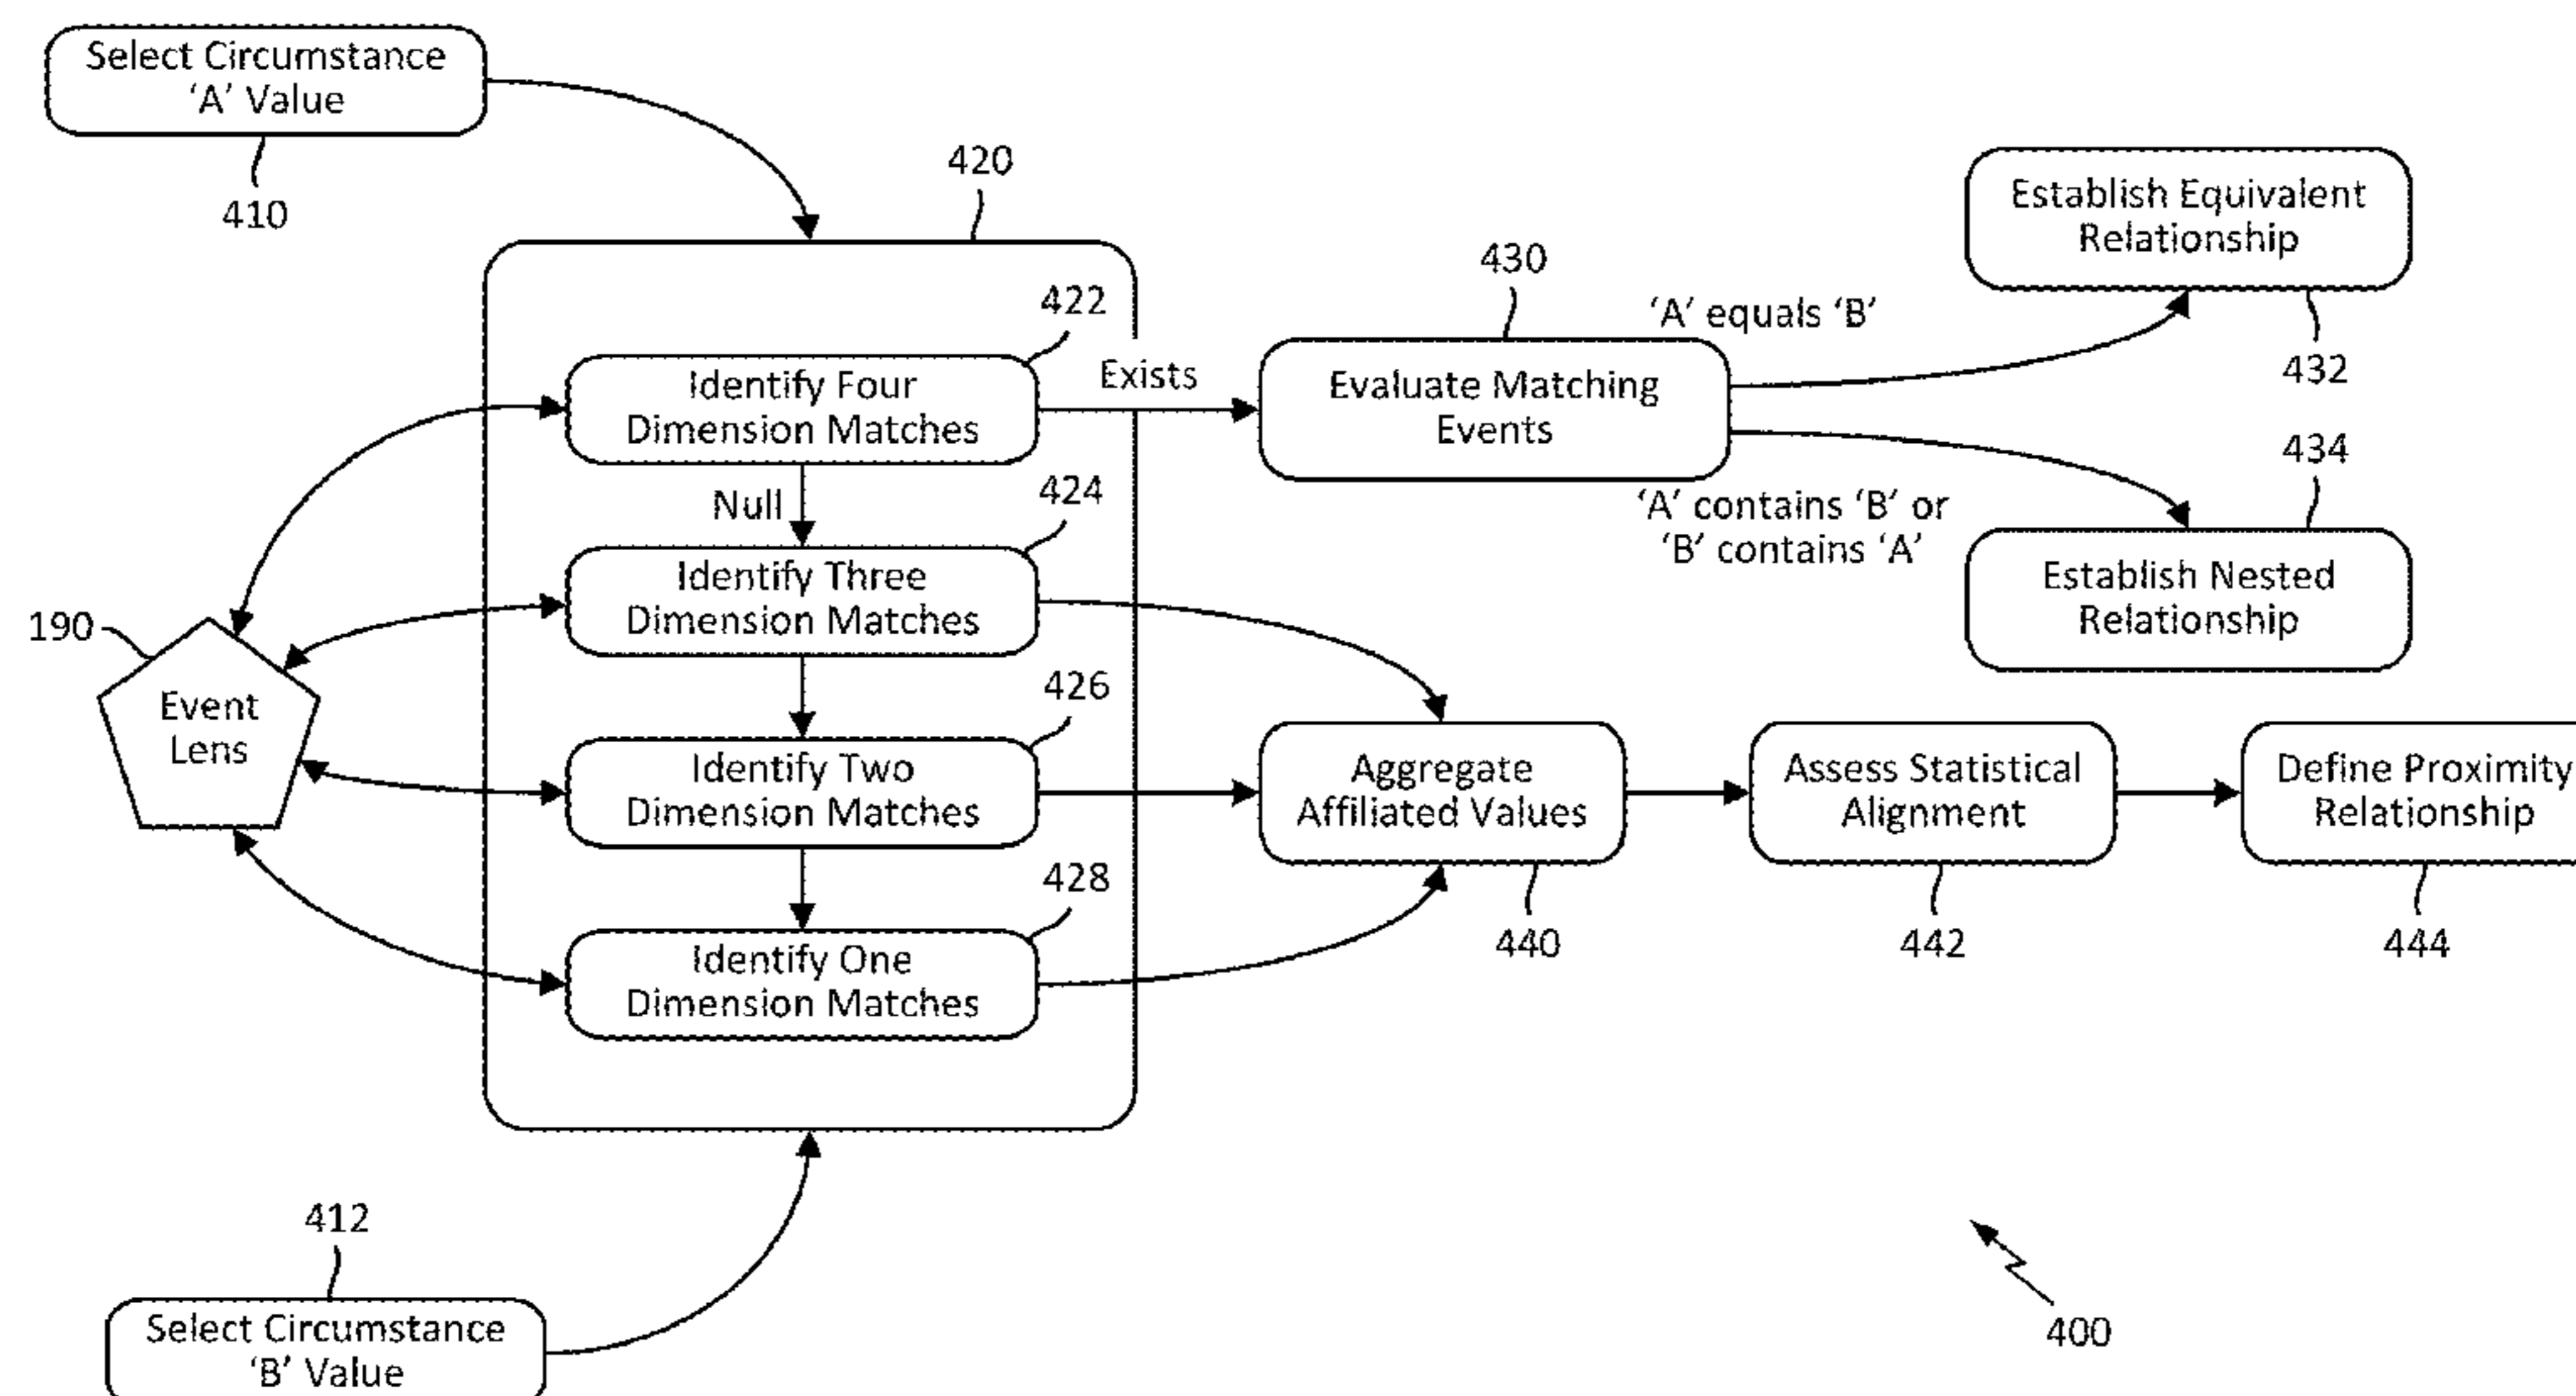 Select Circumstance
‘A’ Value
410
420
422
Identify Four
Dimension Matches
Exists
430
Evaluate Matching
Events
‘A’ equals ‘B’
Establish Equivalent
Relationship
432
‘A’ contains ‘B’ or
‘B’ contains ‘A’
434
Establish Nested
Relationship
Null
424
Identify Three
Dimension Matches
190
Event
Lens
426
Identify Two
Dimension Matches
428
Identify One
Dimension Matches
Aggregate
Affiliated Values
440
Assess Statistical
Alignment
442
Define Proximity
Relationship
444
412
Select Circumstance
‘B’ Value
400